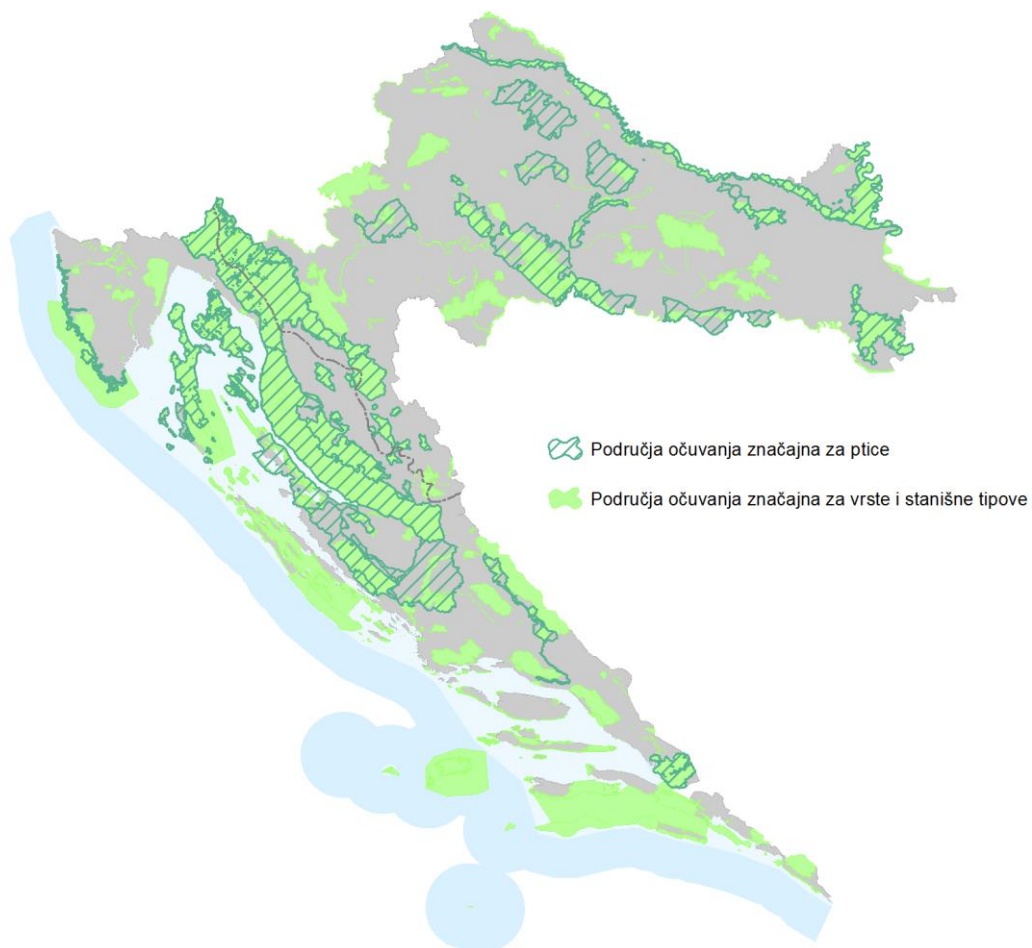 Područja očuvanja značajna za ptice
Područja očuvanja značajna za vrste i stanišne tipove